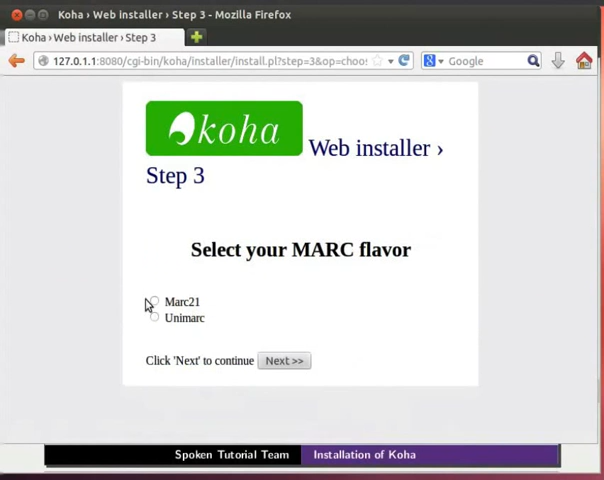 Koha › Web installer › Step 3 - Mozilla Firefox
Koha › Web installer › Step 3
127.0.1.1:8080/cgi-bin/koha/installer/install.pl?step=3&op=choos
Google
koha
Web installer ›
Step 3
Select your MARC flavor
Marc21
Unimarc
Click 'Next' to continue Next >>
Spoken Tutorial Team Installation of Koha